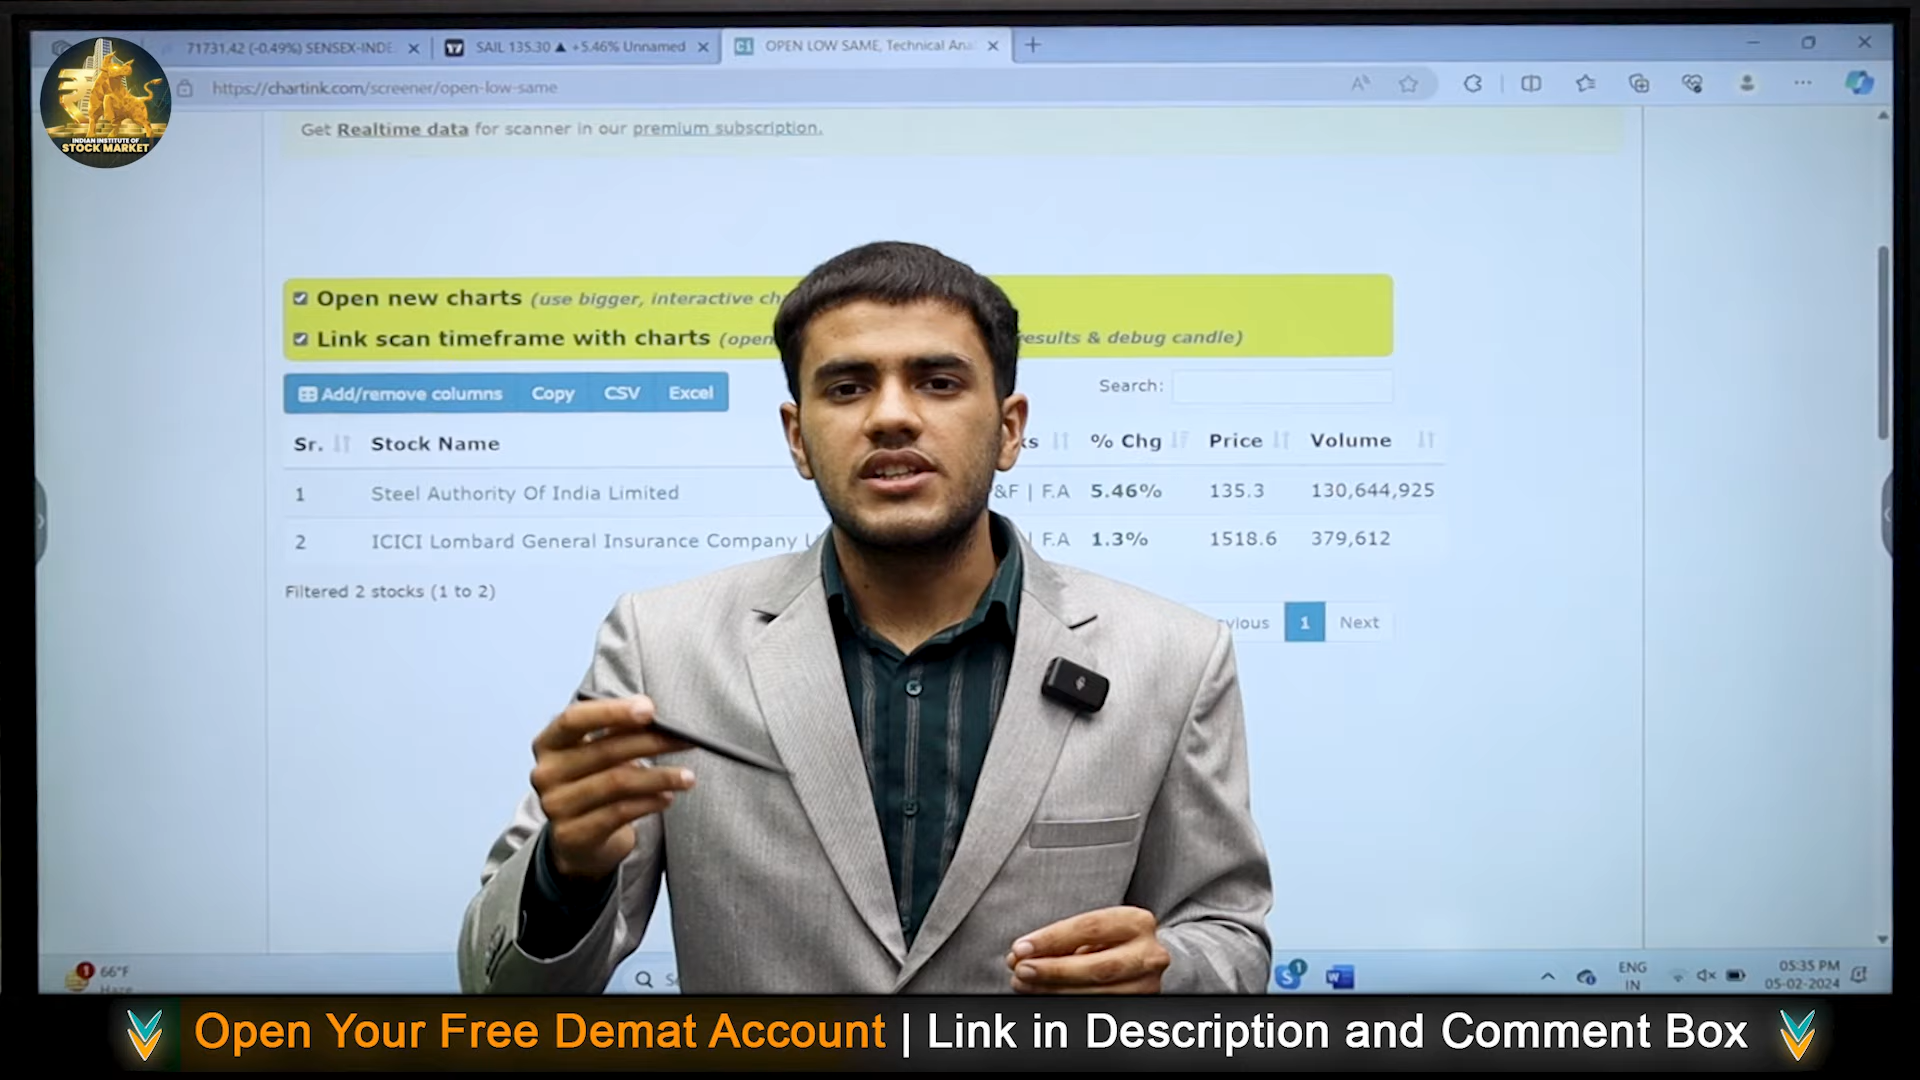 71731.42 (-0.49%) SENSEX-INDE
SAIL 135.30 ▲ +5.46% Unnamed
C1 OPEN LOW SAME, Technical Ana
https://chartink.com/screener/open-low-same
INDIAN INSTITUTE OF
STOCK MARKET
Get Realtime data for scanner in our premium subscription.
Open new charts (use bigger, interactive ch
Link scan timeframe with charts (open results & debug candle)
Add/remove columns Copy CSV Excel
Search:
Sr. Stock Name % Chg Price Volume
1 Steel Authority Of India Limited P&F | F.A 5.46% 135.3 130,644,925
2 ICICI Lombard General Insurance Company | F.A 1.3% 1518.6 379,612
Filtered 2 stocks (1 to 2)
vious 1 Next
1 66°F
Haze
ENG
IN
05:35 PM
05-02-2024
Open Your Free Demat Account | Link in Description and Comment Box